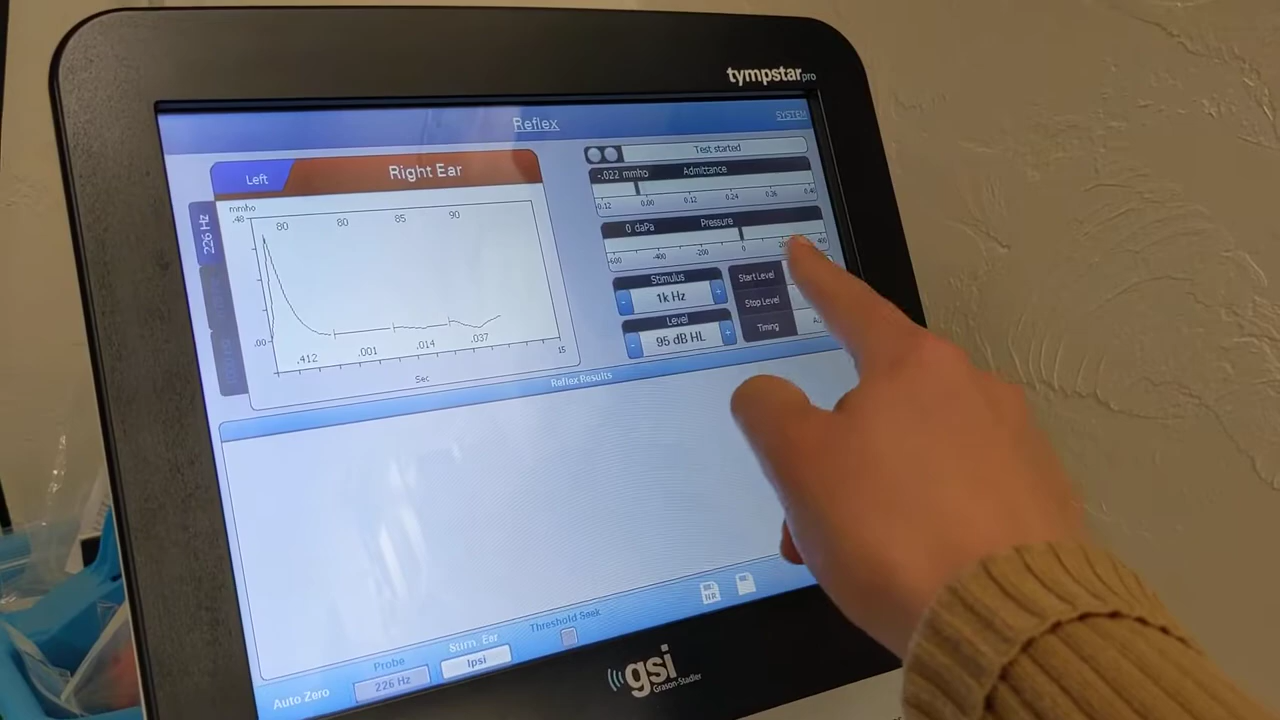 tympstar pro
Reflex
SYSTEM
Left
Right Ear
226 Hz
mmho
.48
80 80 85 90
.00
.412 .001 .014 .037
15
Sec
Test started
-.022 mmho Admittance
-0.12 0.00 0.12 0.24 0.36
0 daPa Pressure
-600 -400 -200 0 400
Stimulus
- 1k Hz +
Level
- 95 dB HL +
Start Level
Stop Level
Timing
Reflex Results
Auto Zero
Probe
226 Hz
Stim. Ear
Ipsi
Threshold Seek
gsi
Grason-Stadler